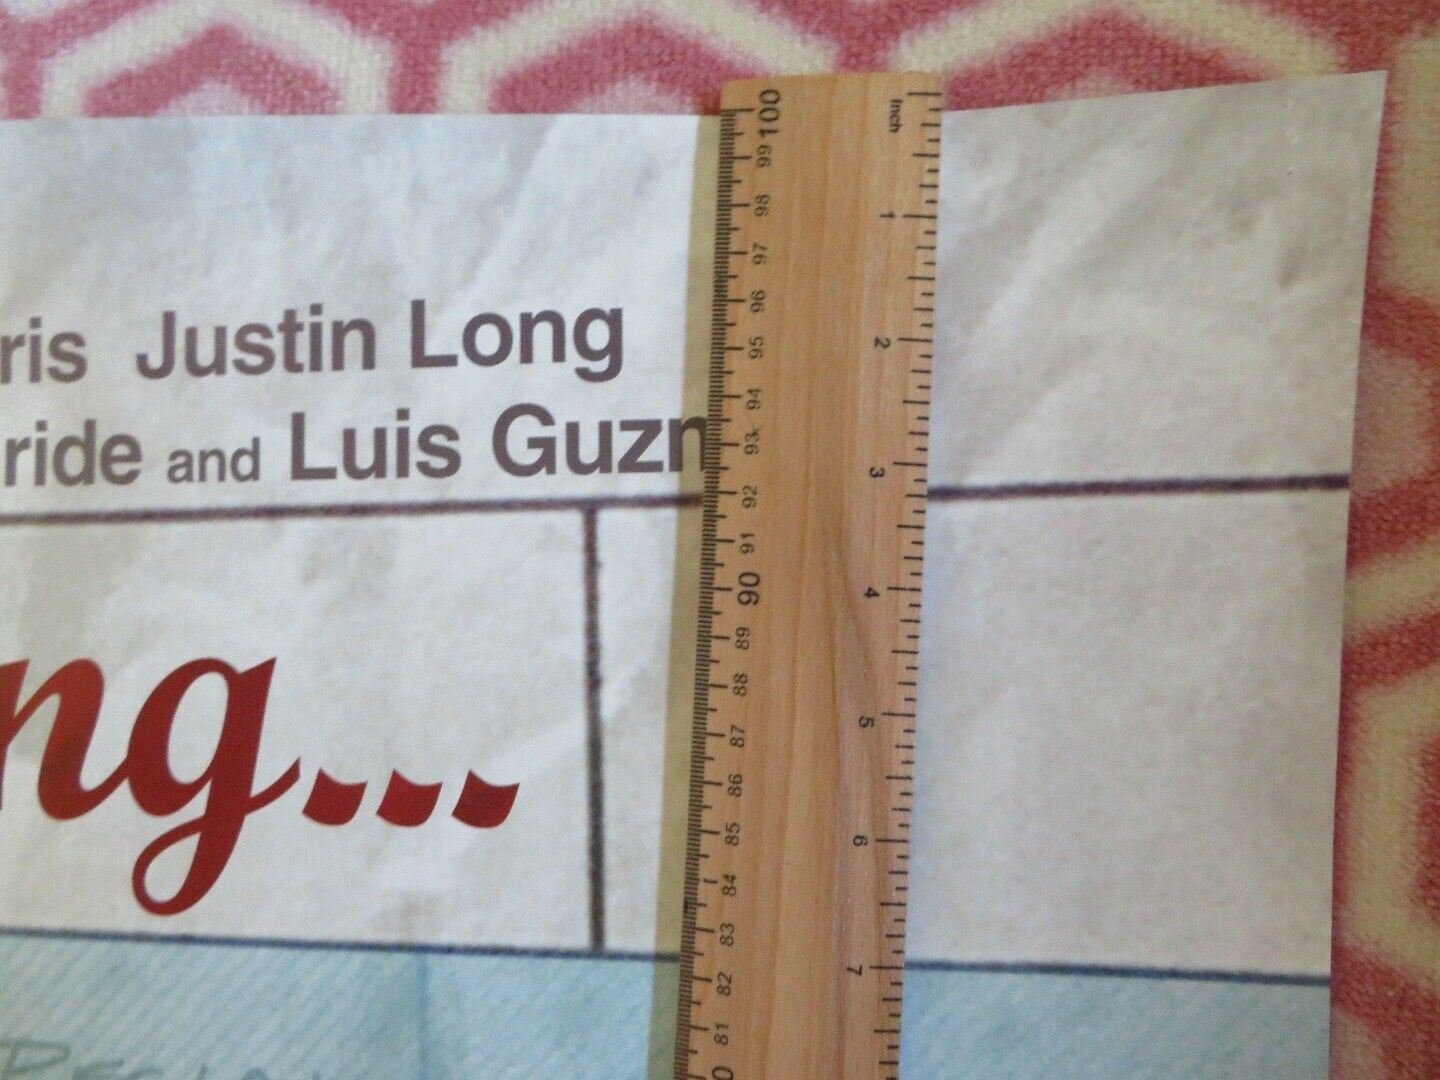 ris Justin Long
ride and Luis Guzn
ng...
100 99 98 97 96 95 94 93 92 91 90 89 88 87 86 85 84 83 82 81 0
Inch 1 2 3 4 5 6 7